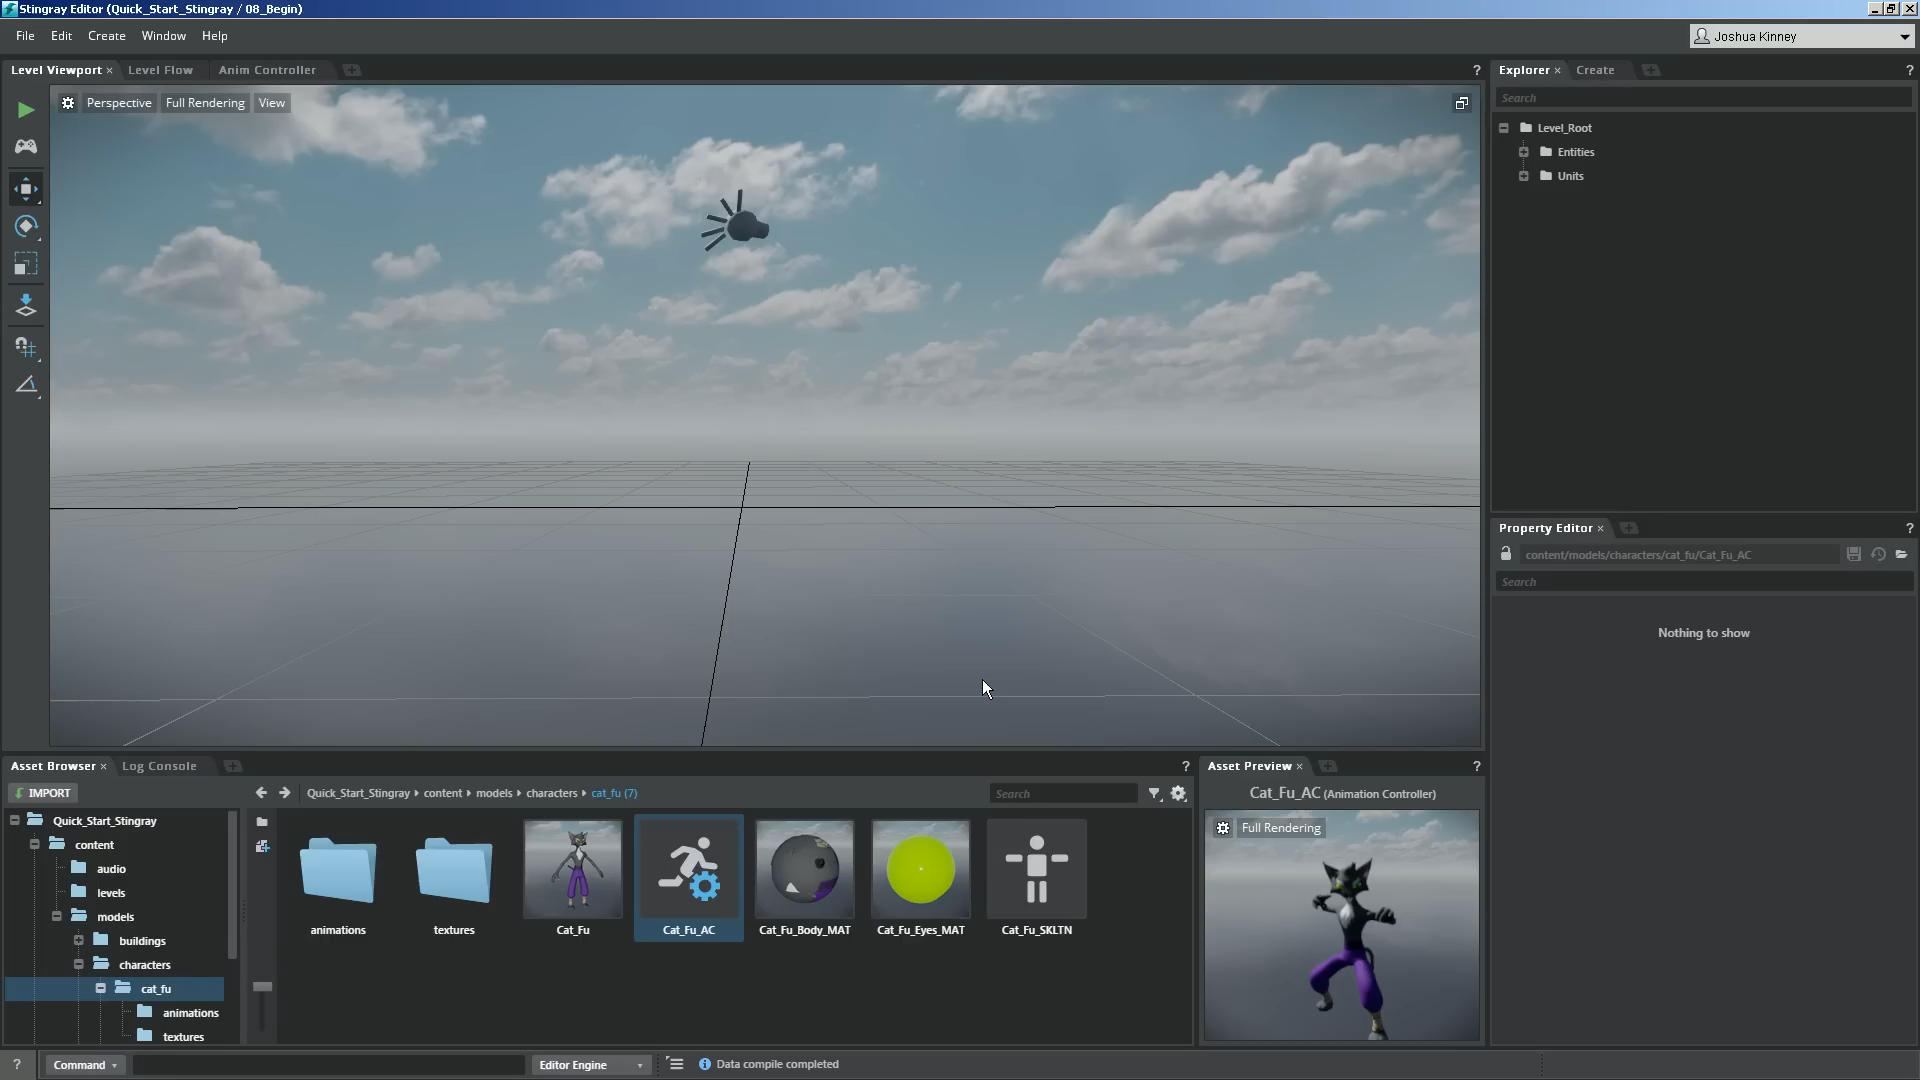 Stingray Editor (Quick_Start_Stingray / 08_Begin)
File Edit Create Window Help
Joshua Kinney
Level Viewport × Level Flow Anim Controller
?
Explorer × Create
?
Perspective Full Rendering View
Search
Level_Root
Entities
Units
Property Editor ×
?
content/models/characters/cat_fu/Cat_Fu_AC
Search
Nothing to show
Asset Browser × Log Console
?
IMPORT
Quick_Start_Stingray content models characters cat_fu (7)
Search
Quick_Start_Stingray
content
audio
levels
models
buildings
characters
cat_fu
animations
textures
animations
textures
Cat_Fu
Cat_Fu_AC
Cat_Fu_Body_MAT
Cat_Fu_Eyes_MAT
Cat_Fu_SKLTN
Asset Preview ×
?
Cat_Fu_AC (Animation Controller)
Full Rendering
? Command
Editor Engine
Data compile completed